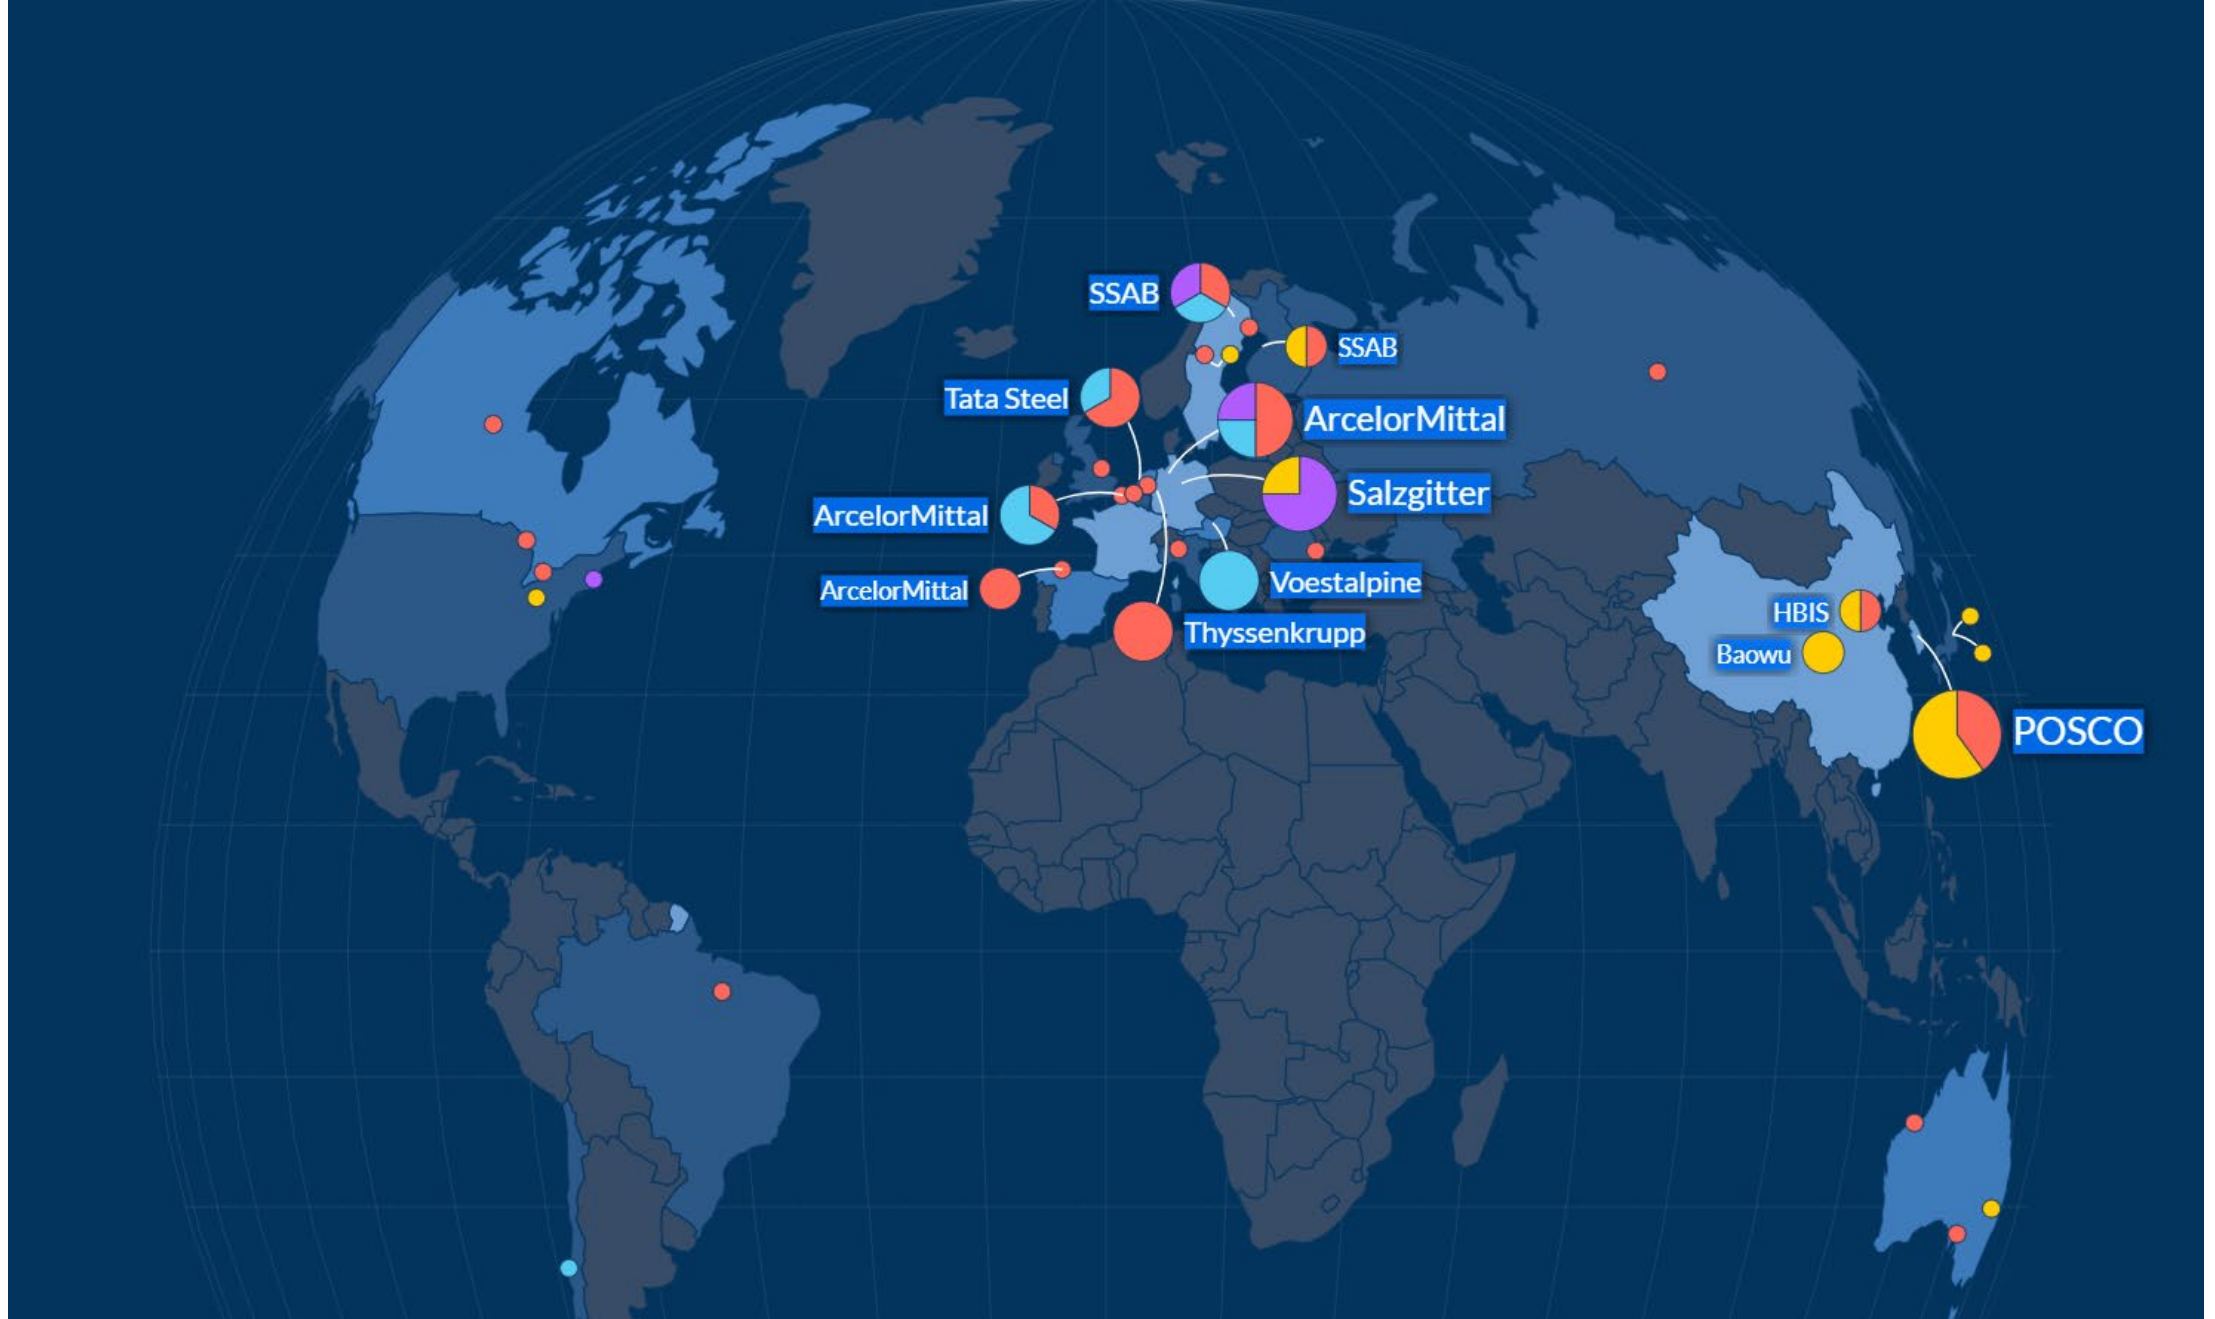 SSAB
SSAB
Tata Steel
ArcelorMittal
Salzgitter
ArcelorMittal
ArcelorMittal
Voestalpine
Thyssenkrupp
HBIS
Baowu
POSCO